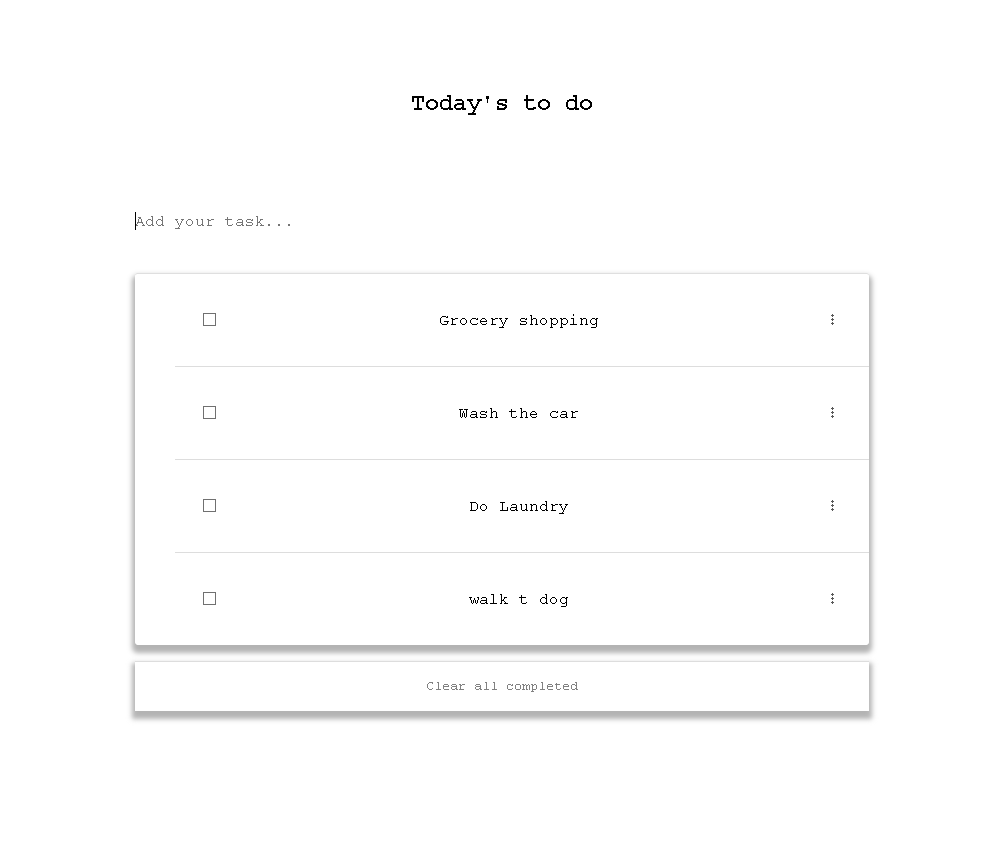 Today's to do
Add your task...
Grocery shopping
Wash the car
Do Laundry
walk t dog
Clear all completed